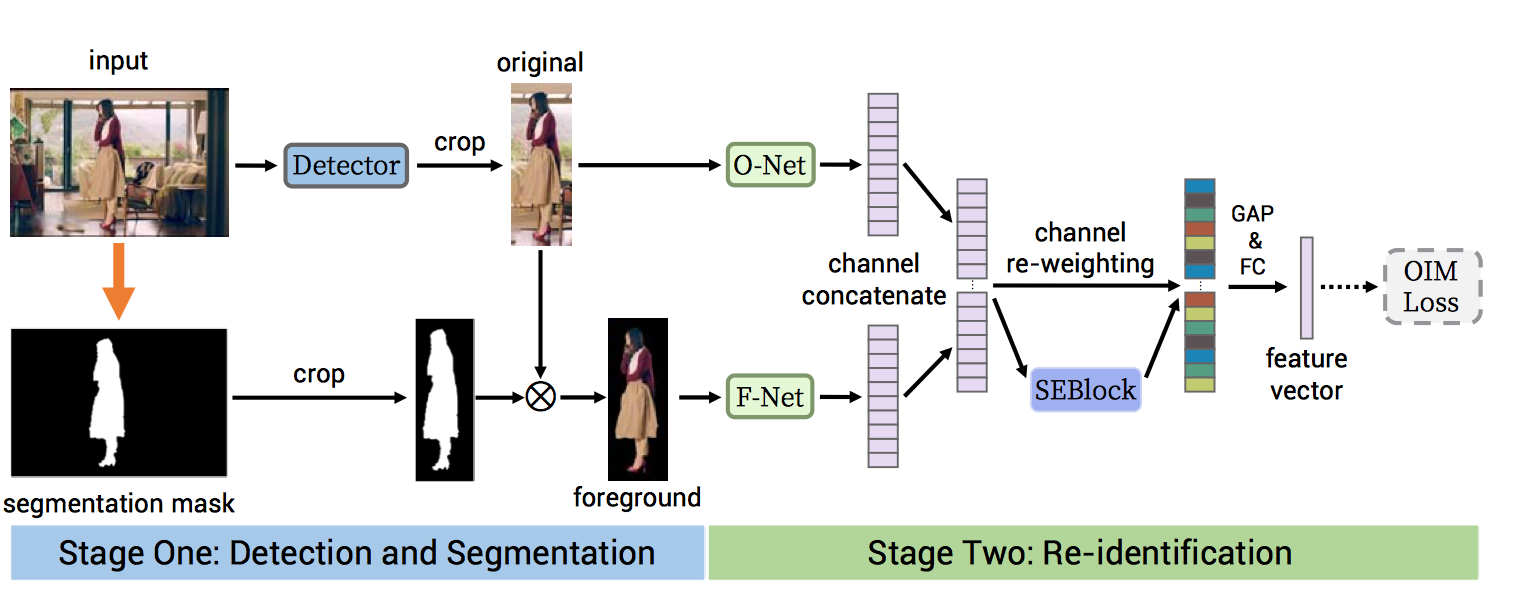 input
original
Detector
crop
O-Net
channel
concatenate
channel
re-weighting
GAP
&
FC
OIM
Loss
SEBlock
feature
vector
crop
F-Net
segmentation mask
foreground
Stage One: Detection and Segmentation
Stage Two: Re-identification